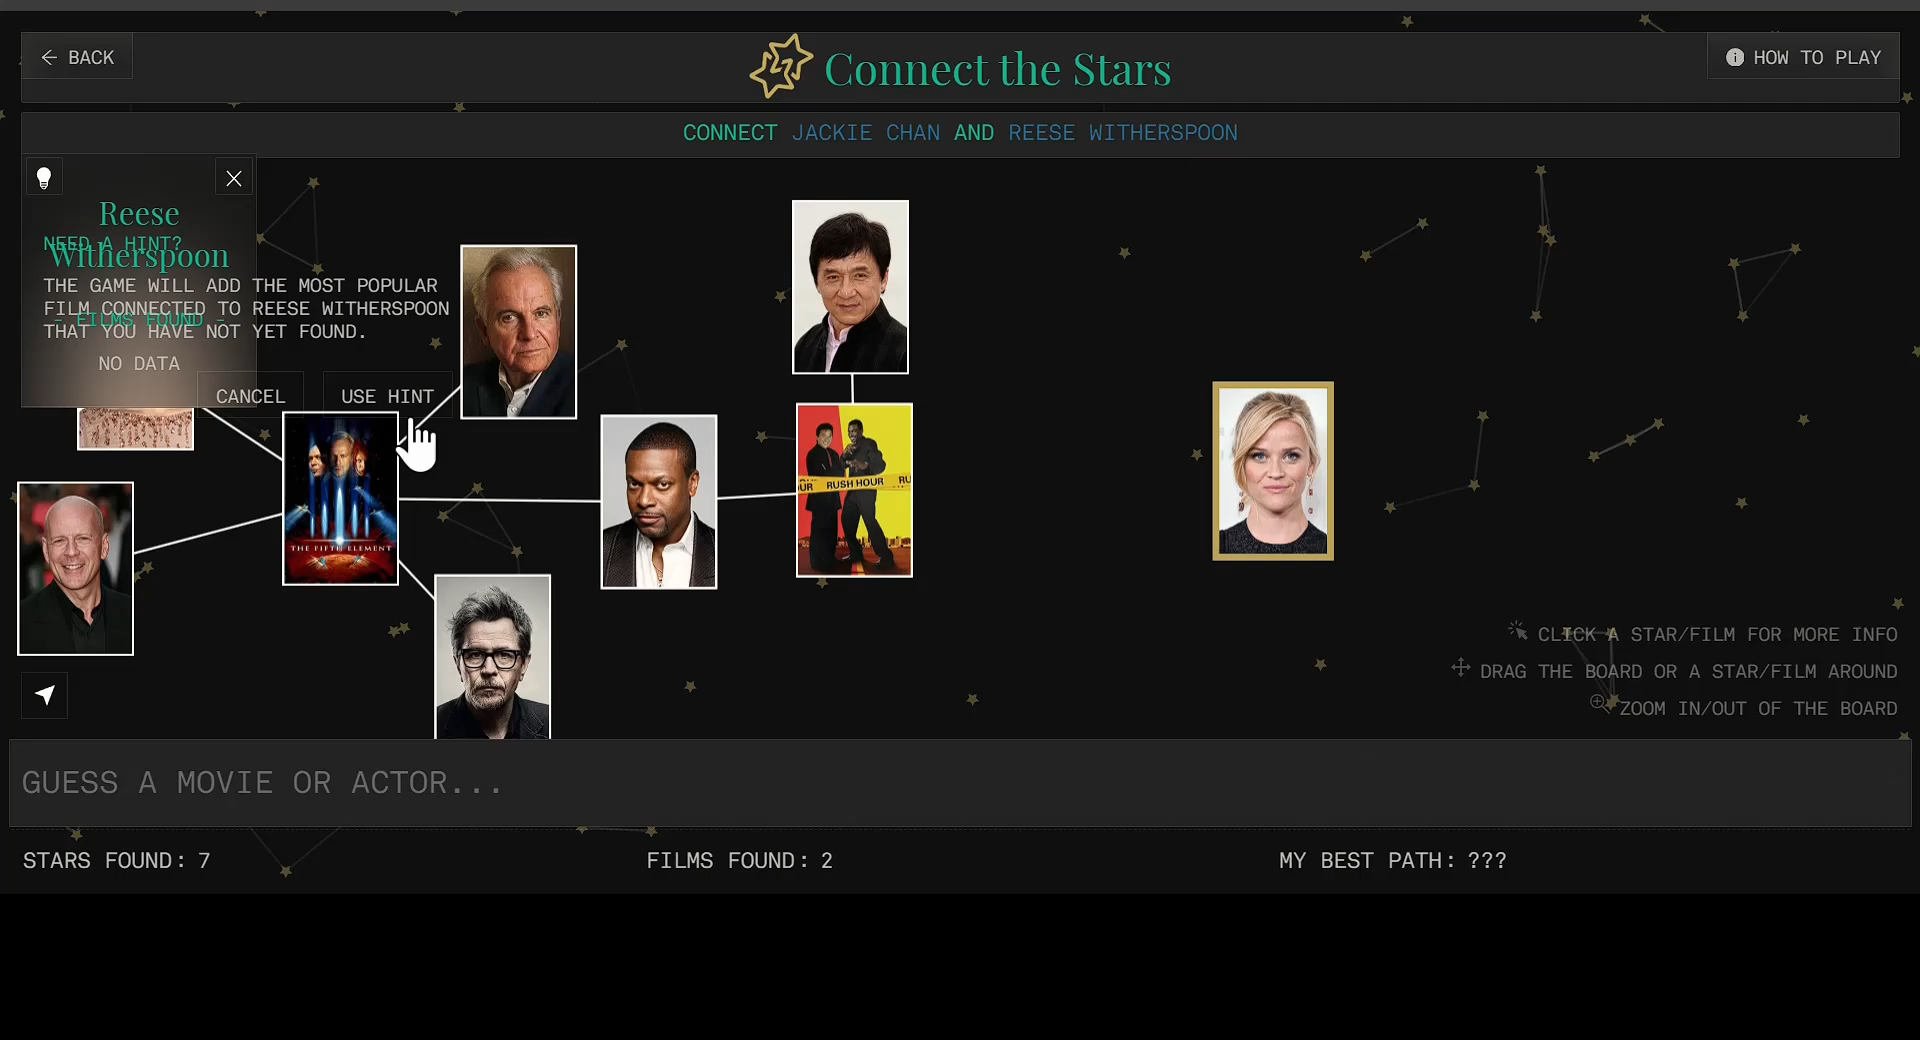 BACK
Connect the Stars
HOW TO PLAY
CONNECT JACKIE CHAN AND REESE WITHERSPOON
Reese
Witherspoon
NEED A HINT?
THE GAME WILL ADD THE MOST POPULAR
FILM CONNECTED TO REESE WITHERSPOON
THAT YOU HAVE NOT YET FOUND.
- FILMS FOUND -
NO DATA
CANCEL
USE HINT
THE FIFTH ELEMENT
OUR RUSH HOUR RU
CLICK A STAR/FILM FOR MORE INFO
DRAG THE BOARD OR A STAR/FILM AROUND
ZOOM IN/OUT OF THE BOARD
GUESS A MOVIE OR ACTOR...
STARS FOUND: 7
FILMS FOUND: 2
MY BEST PATH: ???